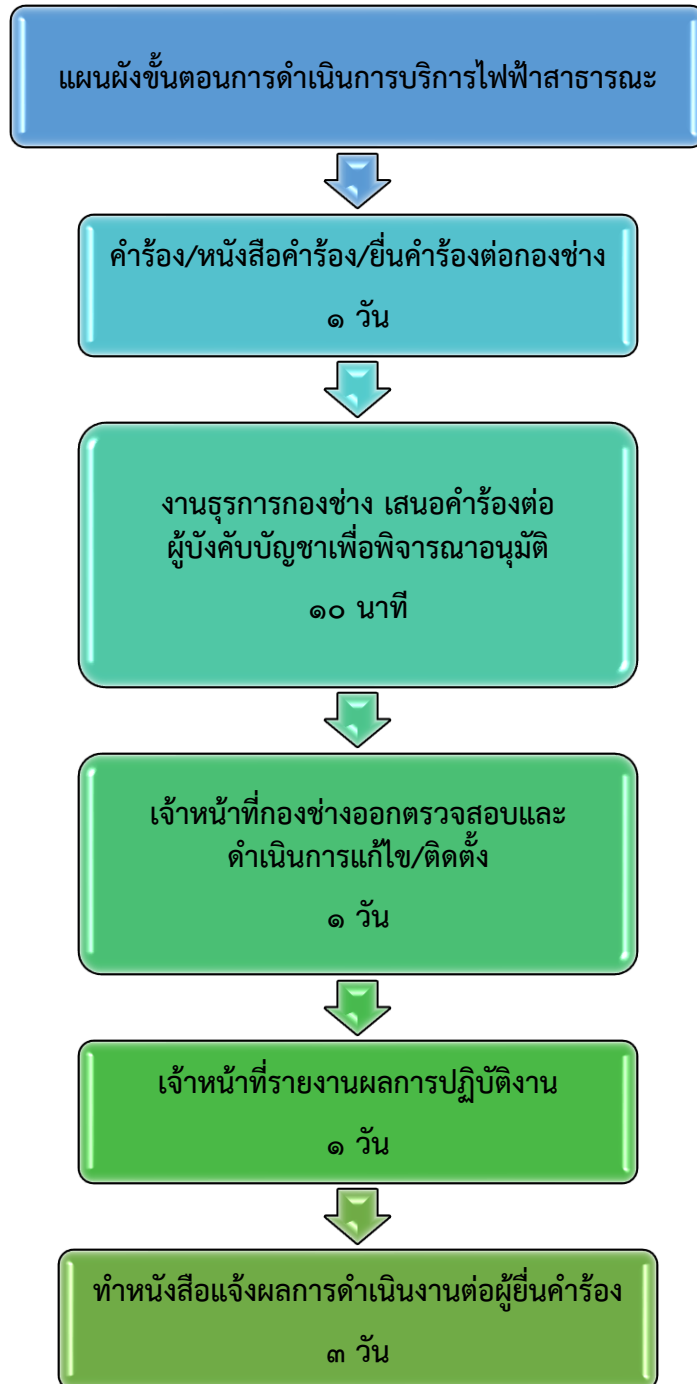 แผนผังขั้นตอนการดำเนินการบริการไฟฟ้าสาธารณะ
คำร้อง/หนังสือคำร้อง/ยื่นคำร้องต่อกองช่าง
๑ วัน
งานธุรการกองช่าง เสนอคำร้องต่อ
ผู้บังคับบัญชาเพื่อพิจารณาอนุมัติ
๑๐ นาที
เจ้าหน้าที่กองช่างออกตรวจสอบและ
ดำเนินการแก้ไข/ติดตั้ง
๑ วัน
เจ้าหน้าที่รายงานผลการปฏิบัติงาน
๑ วัน
ทำหนังสือแจ้งผลการดำเนินงานต่อผู้ยื่นคำร้อง
๓ วัน